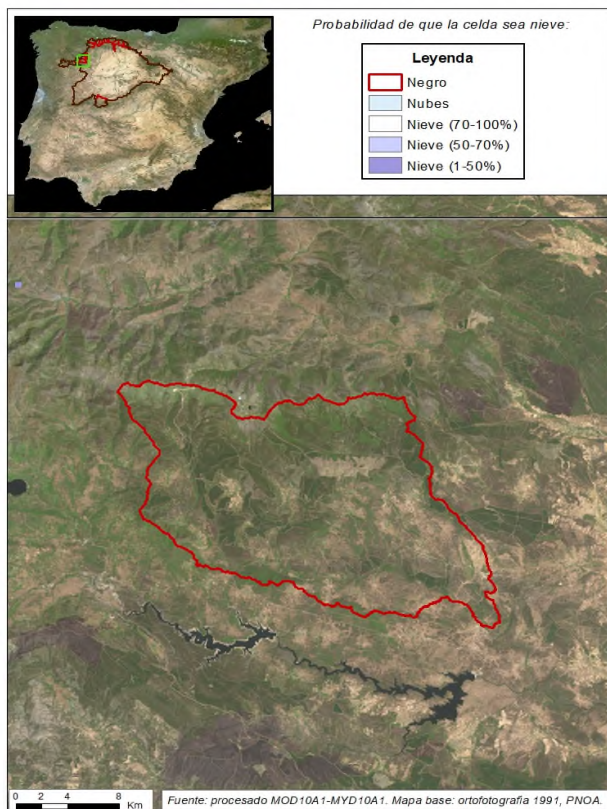 Probabilidad de que la celda sea nieve:
Leyenda
Negro
Nubes
Nieve (70-100%)
Nieve (50-70%)
Nieve (1-50%)
0 2 4 8
Km
Fuente: procesado MOD10A1-MYD10A1. Mapa base: ortofotografía 1991, PNOA